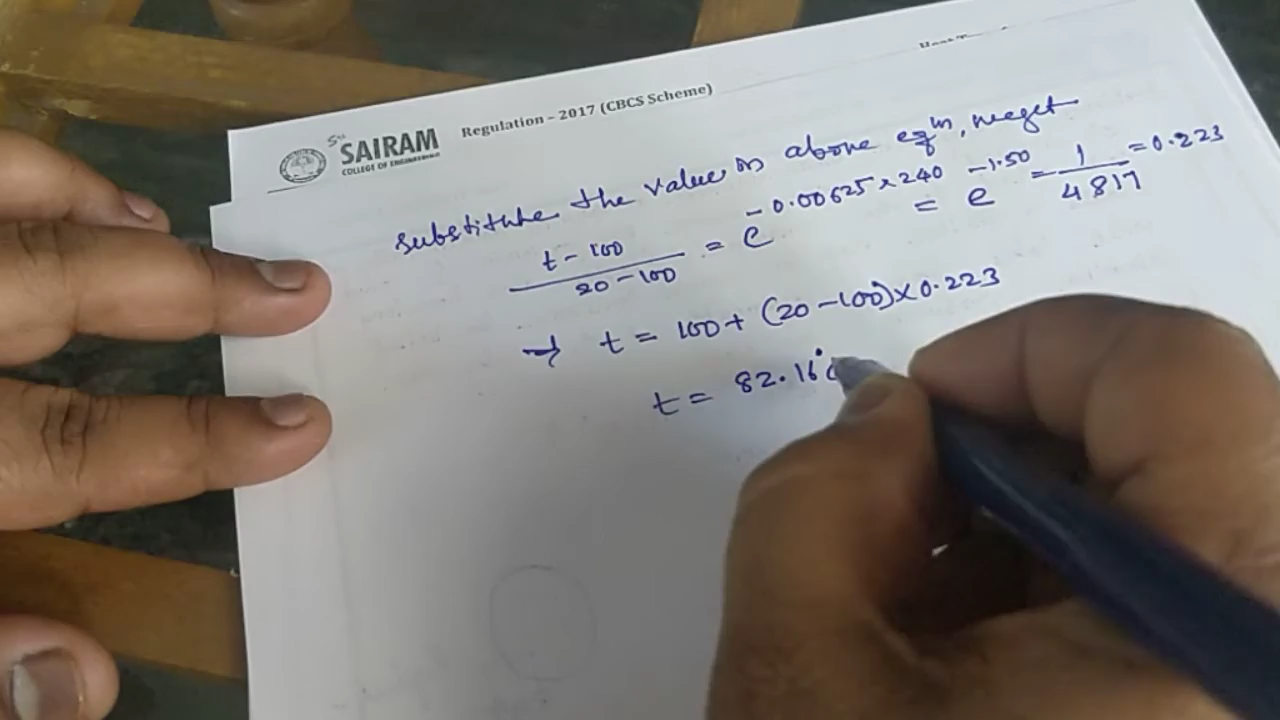 Sri
SAIRAM
COLLEGE OF ENGINEERING
Regulation – 2017 (CBCS Scheme)
Substitute the value in above eqn, we get
t - 100 / 20 - 100 = e^-0.00625 × 240 = e^-1.50 = 1 / 4.817 = 0.223
⇒ t = 100 + (20 - 100) × 0.223
t = 82.16°c